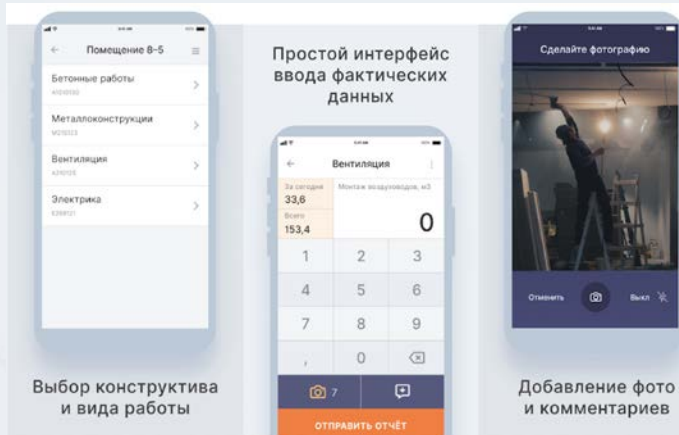 Помещение 8-5
Бетонные работы
Металлоконструкции
Вентиляция
Электрика
Выбор конструктива
и вида работы
Простой интерфейс
ввода фактических
данных
Вентиляция
За сегодня
33,6
Всего
153,4
Монтаж воздуховодов, м3
0
1 2 3
4 5 6
7 8 9
, 0
7
ОТПРАВИТЬ ОТЧЁТ
Сделайте фотографию
Отменить
Выкл
Добавление фото
и комментариев